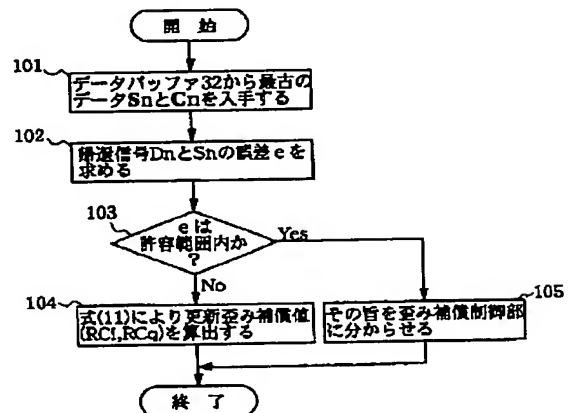 開始
101
データバッファ32から最古の
データSnとCnを入手する
102
帰還信号DnとSnの誤差eを
求める
103
eは
許容範囲内か
?
Yes
No
104
式(11)により更新歪み補償値
(RCi,RCq)を算出する
105
その旨を歪み補償制御部
に分からせる
終了